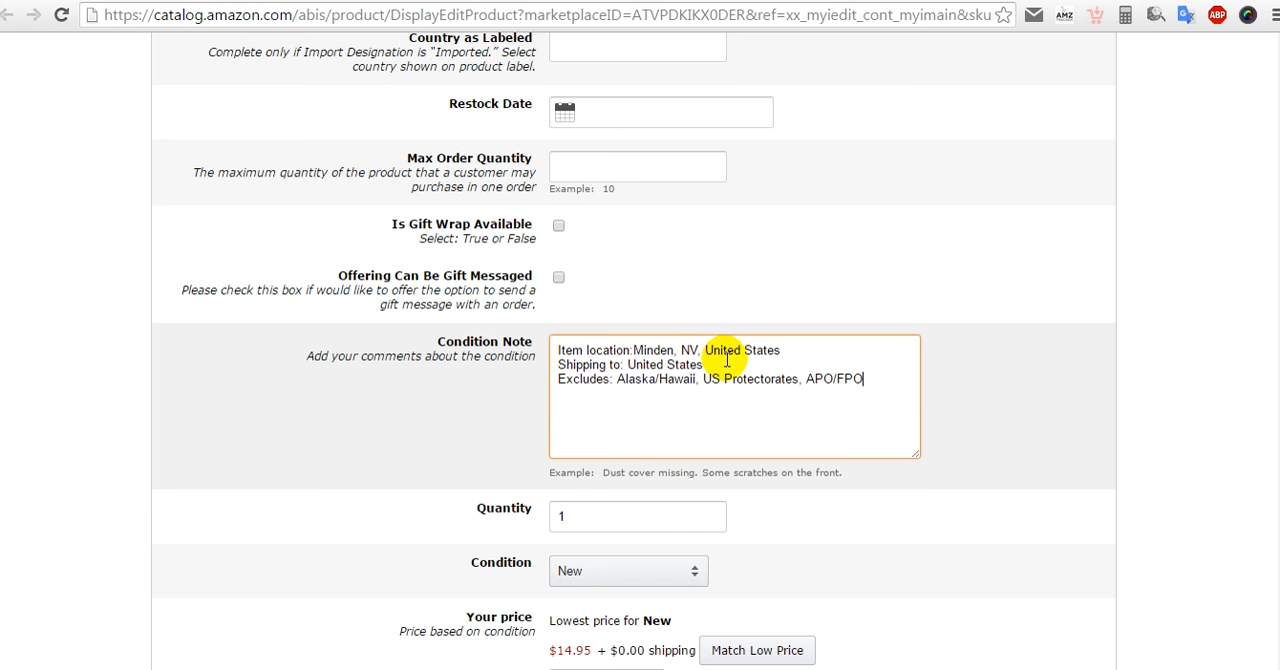 https://catalog.amazon.com/abis/product/DisplayEditProduct?marketplaceID=ATVPDKIKX0DER&ref=xx_myiedit_cont_myimain&sku
AMZ
ABP
Country as Labeled
Complete only if Import Designation is “Imported.” Select
country shown on product label.
Restock Date
Max Order Quantity
The maximum quantity of the product that a customer may
purchase in one order
Example: 10
Is Gift Wrap Available
Select: True or False
Offering Can Be Gift Messaged
Please check this box if would like to offer the option to send a
gift message with an order.
Condition Note
Add your comments about the condition
Item location:Minden, NV, United States
Shipping to: United States
Excludes: Alaska/Hawaii, US Protectorates, APO/FPO
Example: Dust cover missing. Some scratches on the front.
Quantity
1
Condition
New
Your price
Price based on condition
Lowest price for New
$14.95 + $0.00 shipping
Match Low Price